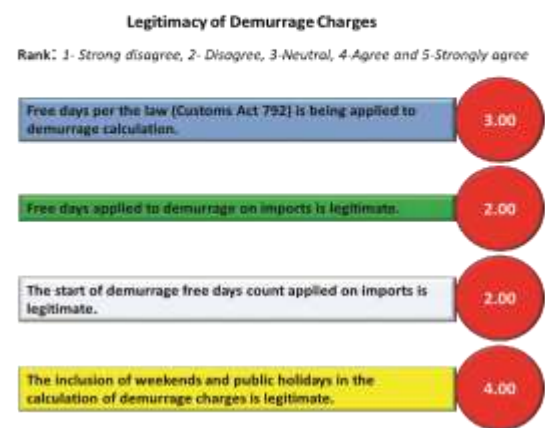 Legitimacy of Demurrage Charges
Rank: 1- Strong disagree, 2- Disagree, 3-Neutral, 4-Agree and 5-Strongly agree
Free days per the law (Customs Act 792) is being applied to
demurrage calculation.
3.00
Free days applied to demurrage on imports is legitimate.
2.00
The start of demurrage free days count applied on imports is
legitimate.
2.00
The inclusion of weekends and public holidays in the
calculation of demurrage charges is legitimate.
4.00